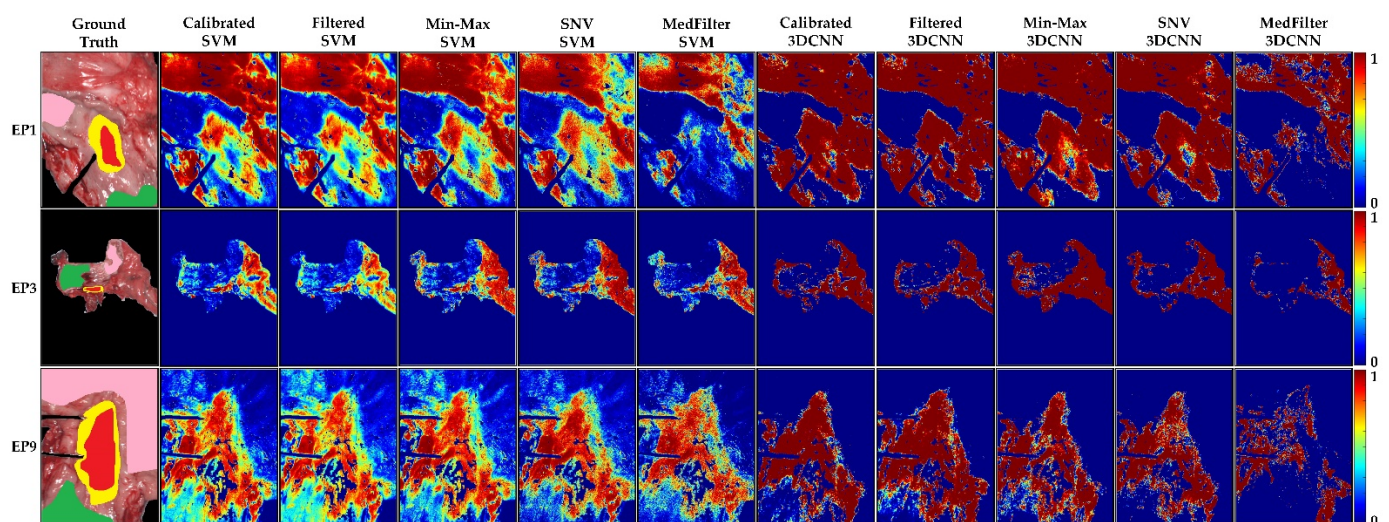 Ground Truth
Calibrated SVM
Filtered SVM
Min-Max SVM
SNV SVM
MedFilter SVM
Calibrated 3DCNN
Filtered 3DCNN
Min-Max 3DCNN
SNV 3DCNN
MedFilter 3DCNN
EP1
1
0
EP3
1
0
EP9
1
0